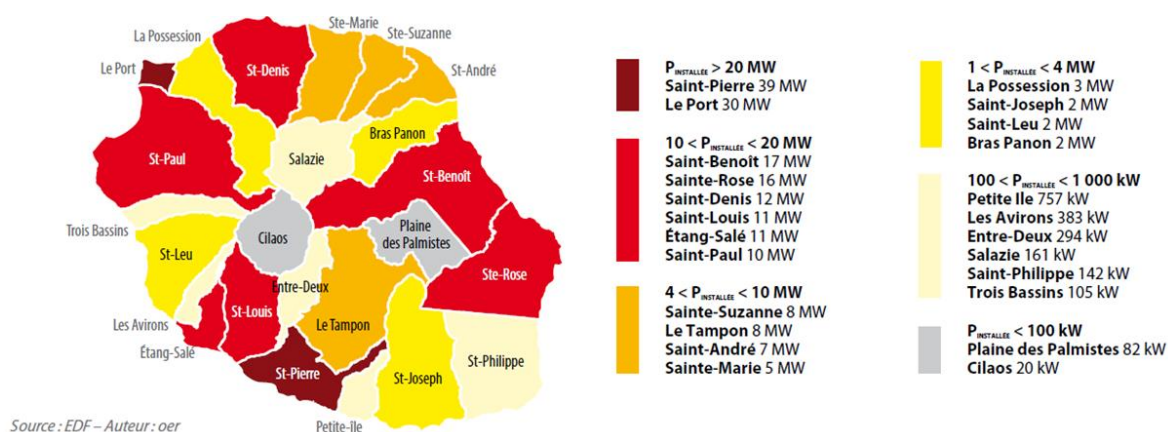 Ste-Marie
Ste-Suzanne
La Possession
St-Denis
St-André
Le Port
Bras Panon
Salazie
St-Paul
St-Benoît
Trois Bassins
Cilaos
Plaine
des Palmistes
St-Leu
Ste-Rose
Entre-Deux
St-Louis
Le Tampon
Les Avirons
Étang-Salé
St-Philippe
St-Pierre
St-Joseph
Petite-île
Source : EDF – Auteur : oer
P INSTALLÉE > 20 MW
Saint-Pierre 39 MW
Le Port 30 MW
10 < P INSTALLÉE < 20 MW
Saint-Benoît 17 MW
Sainte-Rose 16 MW
Saint-Denis 12 MW
Saint-Louis 11 MW
Étang-Salé 11 MW
Saint-Paul 10 MW
4 < P INSTALLÉE < 10 MW
Sainte-Suzanne 8 MW
Le Tampon 8 MW
Saint-André 7 MW
Sainte-Marie 5 MW
1 < P INSTALLÉE < 4 MW
La Possession 3 MW
Saint-Joseph 2 MW
Saint-Leu 2 MW
Bras Panon 2 MW
100 < P INSTALLÉE < 1 000 kW
Petite Ile 757 kW
Les Avirons 383 kW
Entre-Deux 294 kW
Salazie 161 kW
Saint-Philippe 142 kW
Trois Bassins 105 kW
P INSTALLÉE < 100 kW
Plaine des Palmistes 82 kW
Cilaos 20 kW